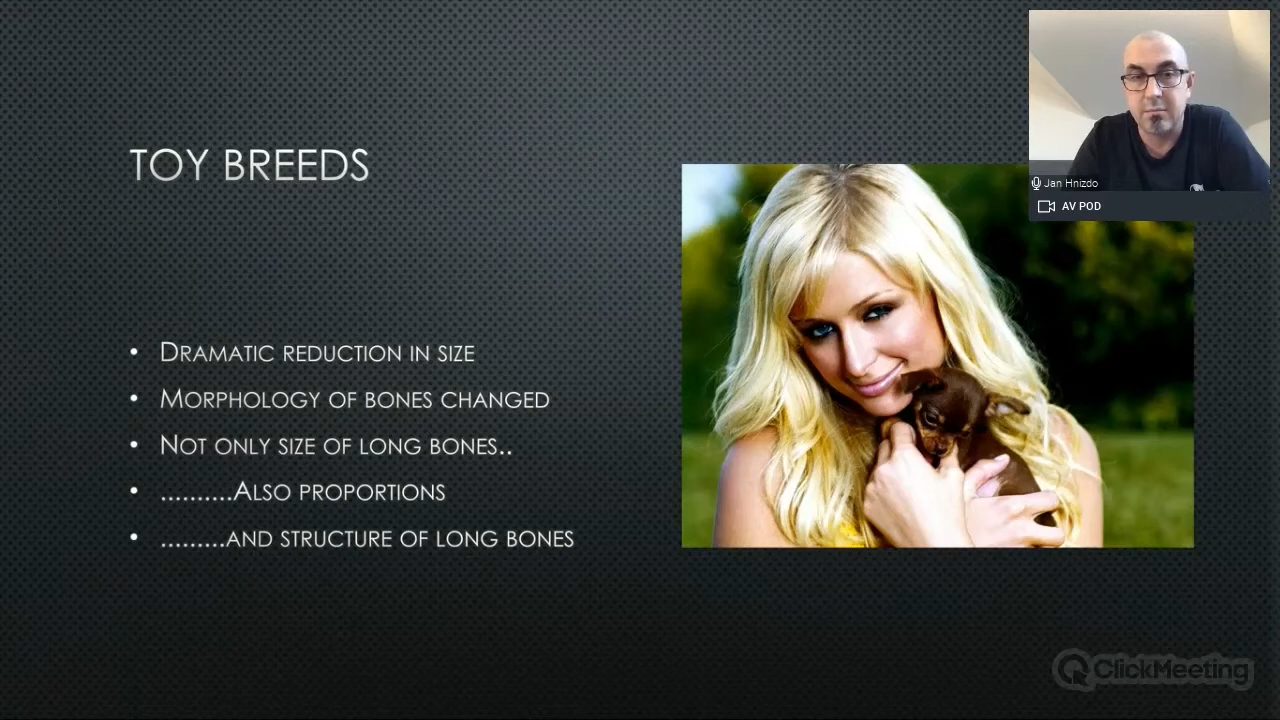 TOY BREEDS
• DRAMATIC REDUCTION IN SIZE
• MORPHOLOGY OF BONES CHANGED
• NOT ONLY SIZE OF LONG BONES..
• ..........ALSO PROPORTIONS
• .........AND STRUCTURE OF LONG BONES
Jan Hnizdo
AV POD
ClickMeeting